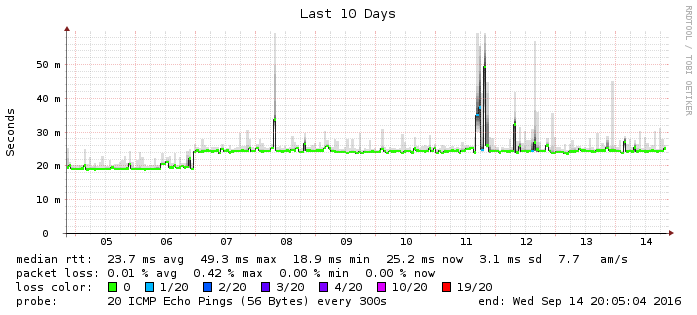 Last 10 Days
RRDTOOL / TOBI OETIKER
Seconds
50 m
40 m
30 m
20 m
10 m
0
05 06 07 08 09 10 11 12 13 14
median rtt: 23.7 ms avg 49.3 ms max 18.9 ms min 25.2 ms now 3.1 ms sd 7.7 am/s
packet loss: 0.01 % avg 0.42 % max 0.00 % min 0.00 % now
loss color: 0 1/20 2/20 3/20 4/20 10/20 19/20
probe: 20 ICMP Echo Pings (56 Bytes) every 300s end: Wed Sep 14 20:05:04 2016